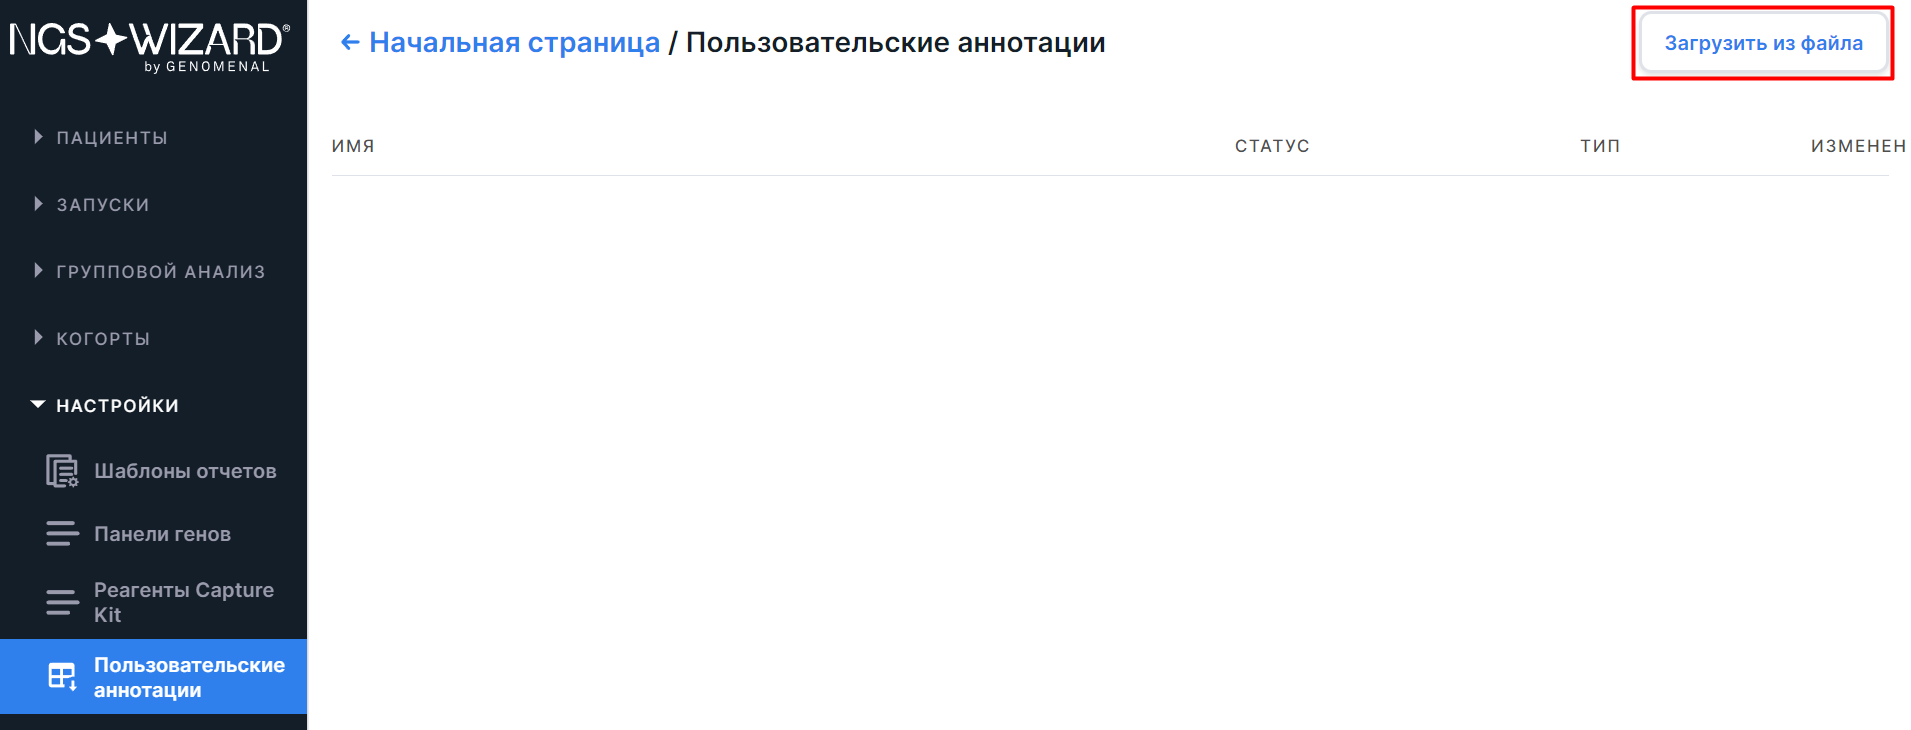 NGS WIZARD®
by GENOMENAL
ПАЦИЕНТЫ
ЗАПУСКИ
ГРУППОВОЙ АНАЛИЗ
КОГОРТЫ
НАСТРОЙКИ
Шаблоны отчетов
Панели генов
Реагенты Capture
Kit
Пользовательские
аннотации
← Начальная страница / Пользовательские аннотации
Загрузить из файла
ИМЯ СТАТУС ТИП ИЗМЕНЕН